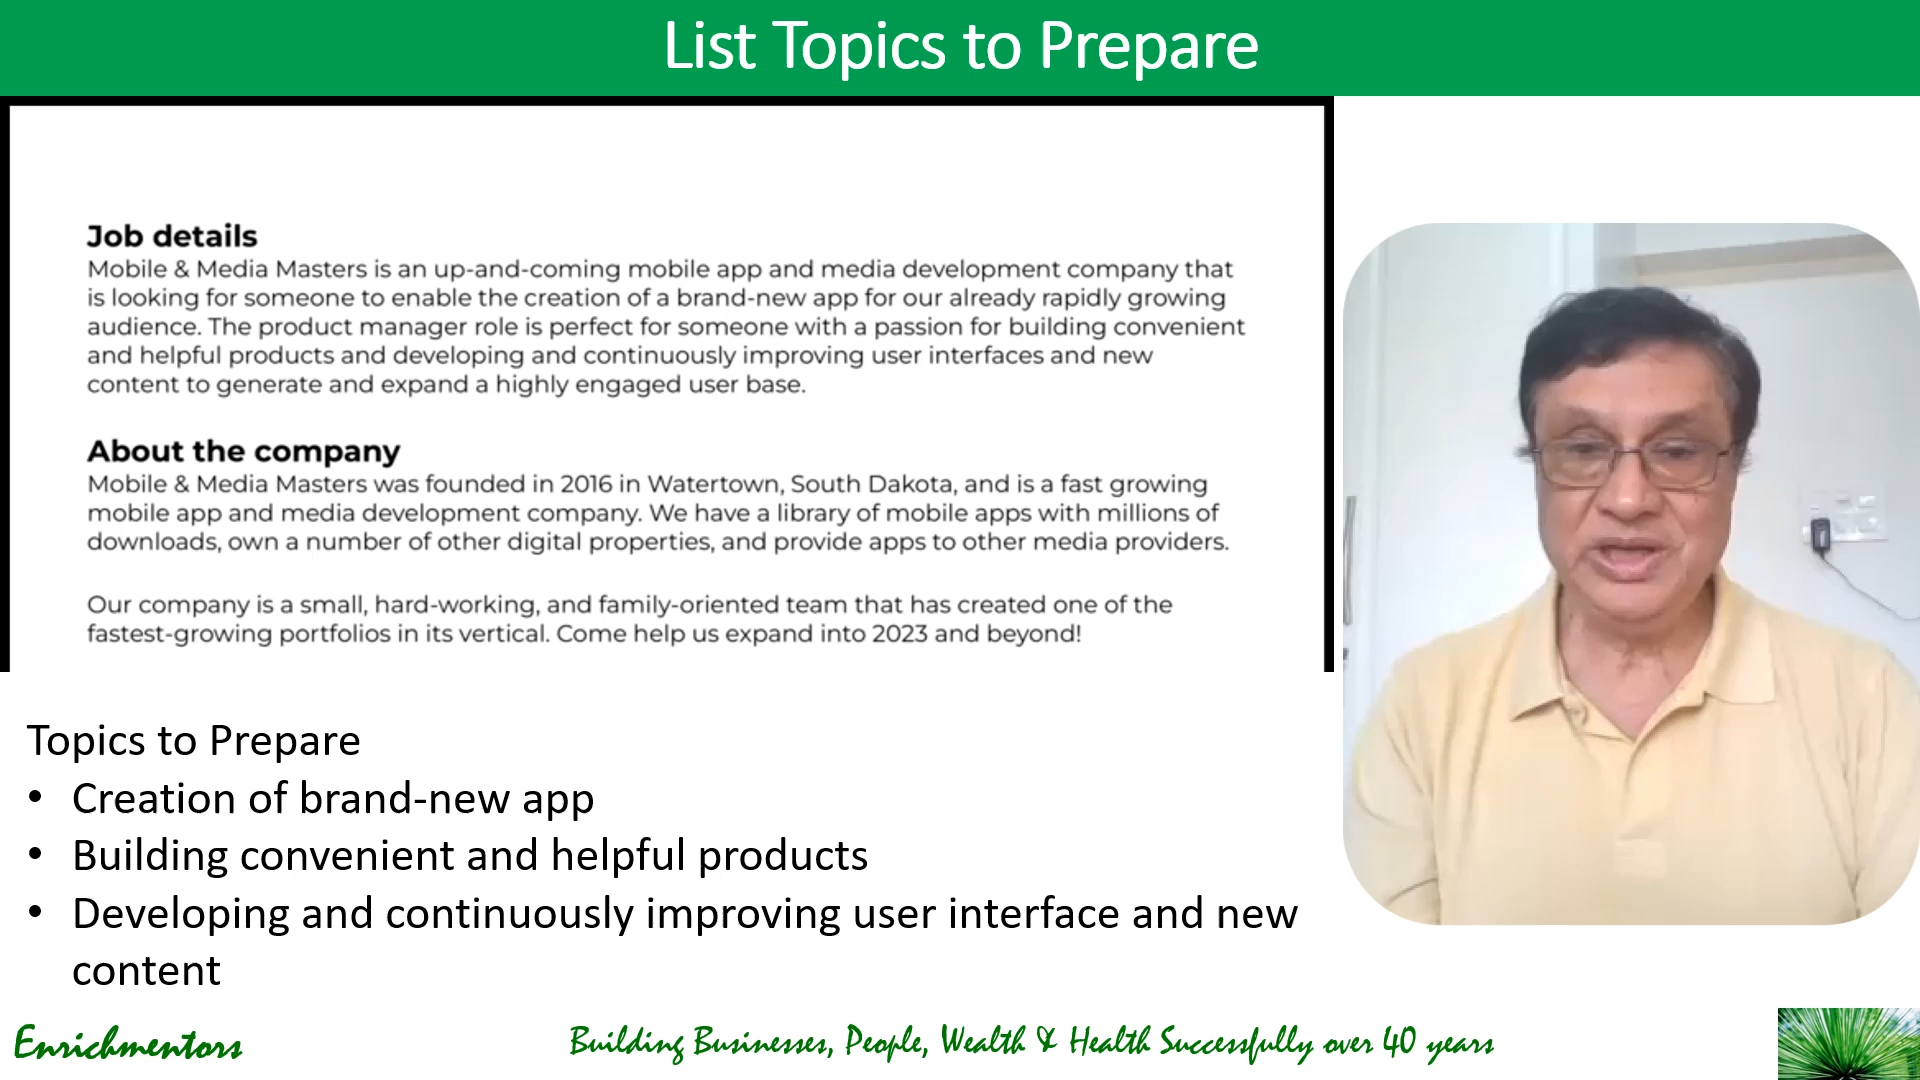 List Topics to Prepare
Job details
Mobile & Media Masters is an up-and-coming mobile app and media development company that
is looking for someone to enable the creation of a brand-new app for our already rapidly growing
audience. The product manager role is perfect for someone with a passion for building convenient
and helpful products and developing and continuously improving user interfaces and new
content to generate and expand a highly engaged user base.
About the company
Mobile & Media Masters was founded in 2016 in Watertown, South Dakota, and is a fast growing
mobile app and media development company. We have a library of mobile apps with millions of
downloads, own a number of other digital properties, and provide apps to other media providers.
Our company is a small, hard-working, and family-oriented team that has created one of the
fastest-growing portfolios in its vertical. Come help us expand into 2023 and beyond!
Topics to Prepare
• Creation of brand-new app
• Building convenient and helpful products
• Developing and continuously improving user interface and new
content
Enrichmentors
Building Businesses, People, Wealth & Health Successfully over 40 years